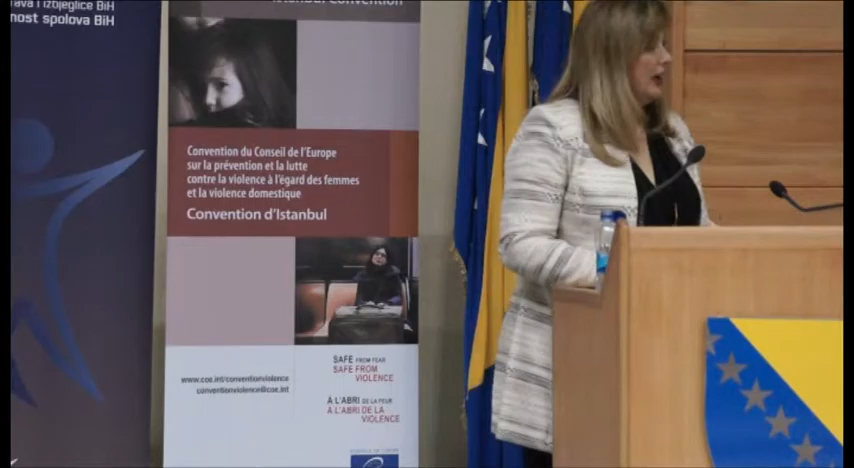 izbjeglice BiH
nost spolova BiH
Istanbul Convention
Convention du Conseil de l'Europe
sur la prévention et la lutte
contre la violence à l'égard des femmes
et la violence domestique
Convention d'Istanbul
www.coe.int/conventionviolence
conventionviolence@coe.int
SAFE FROM FEAR
SAFE FROM
VIOLENCE
À L'ABRI DE LA PEUR
À L'ABRI DE LA
VIOLENCE